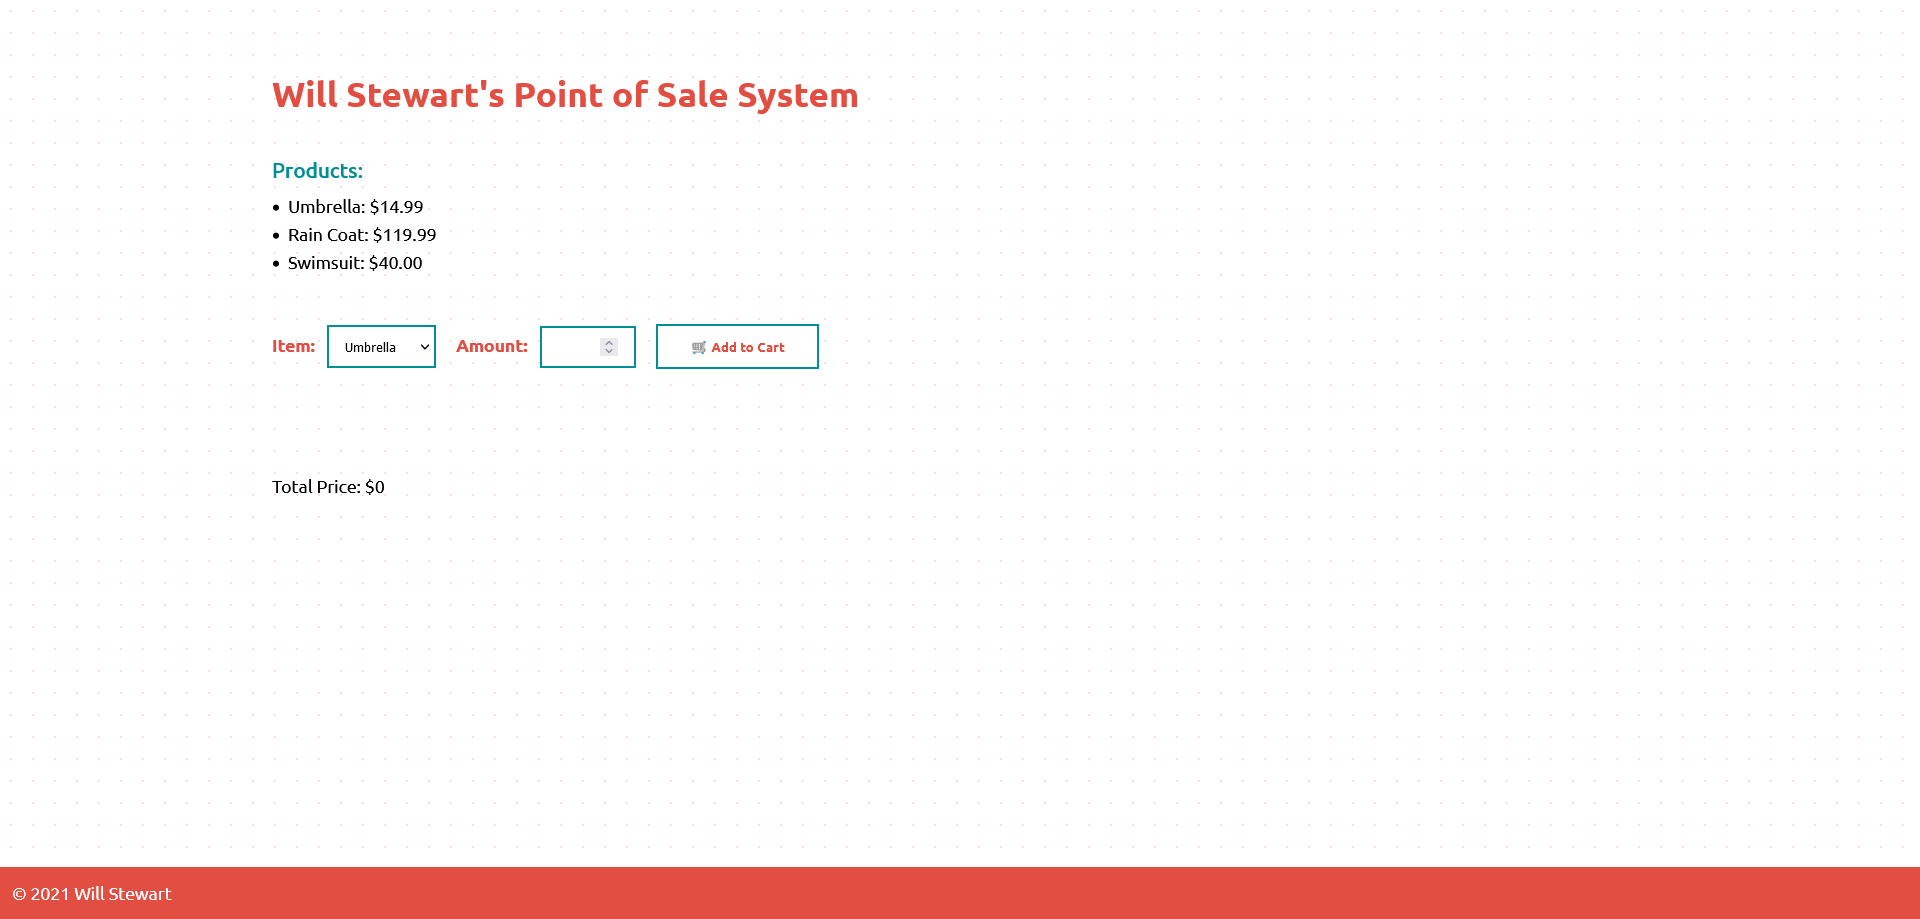 Will Stewart's Point of Sale System
Products:
• Umbrella: $14.99
• Rain Coat: $119.99
• Swimsuit: $40.00
Item: Umbrella Amount: 🛒 Add to Cart
Total Price: $0
© 2021 Will Stewart